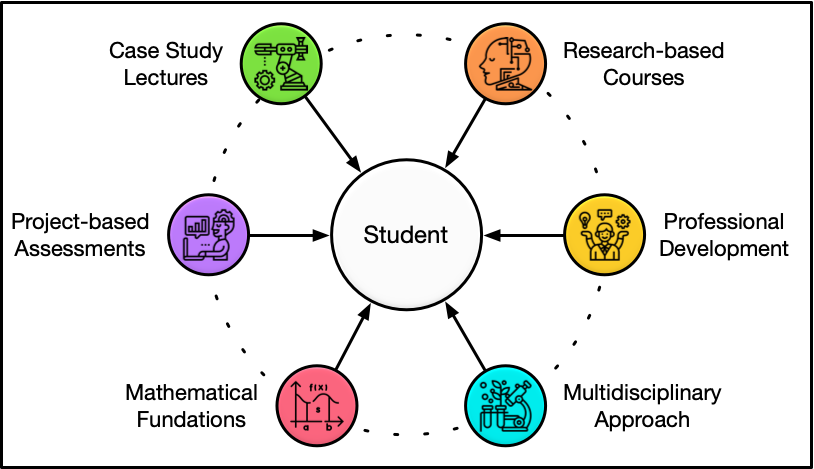 Case Study
Lectures
Research-based
Courses
Project-based
Assessments
Student
Professional
Development
Mathematical
Fundations
f(x)
s
a b
Multidisciplinary
Approach